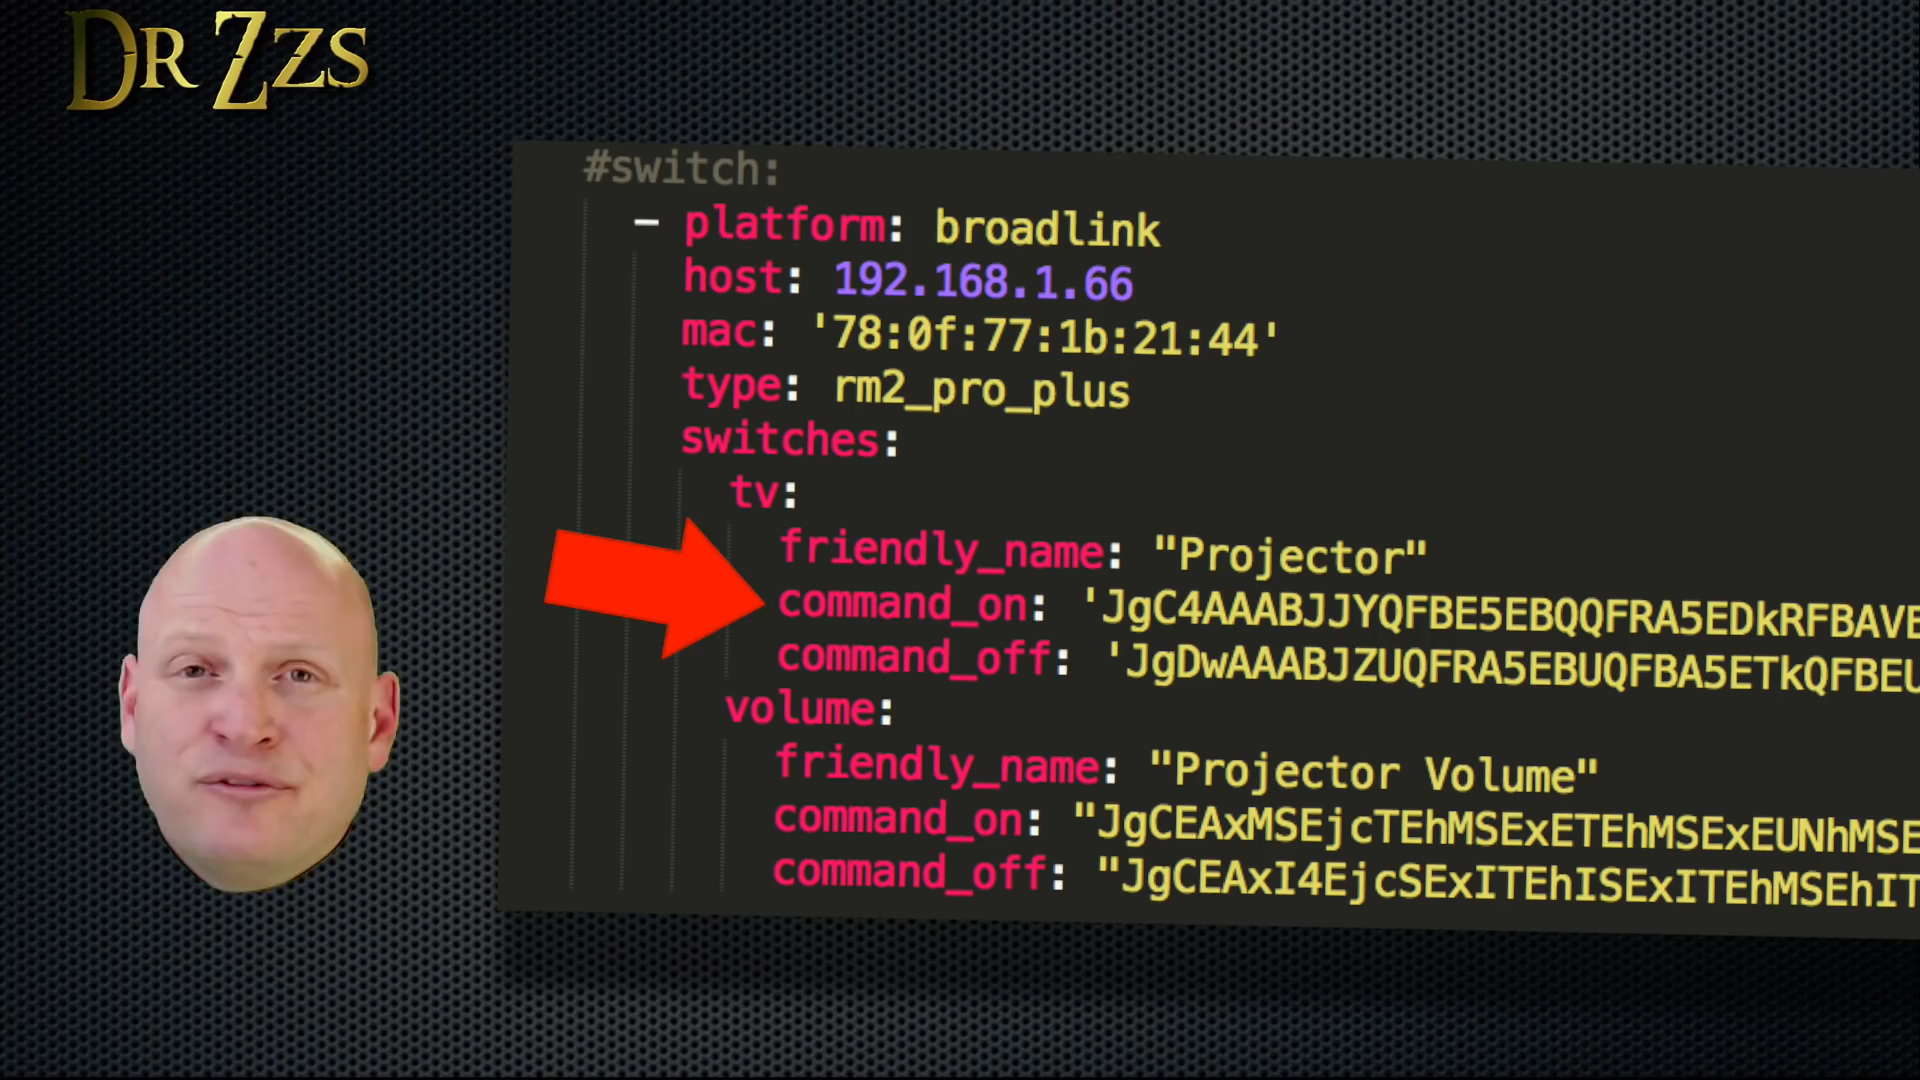 DR ZZS
#switch:
- platform: broadlink
host: 192.168.1.66
mac: '78:0f:77:1b:21:44'
type: rm2_pro_plus
switches:
tv:
friendly_name: "Projector"
command_on: 'JgC4AAABJJYQFBE5EBQQFRA5EDkRFBAVE
command_off: 'JgDwAAABJZUQFRA5EBUQFBA5ETkQFBEU
volume:
friendly_name: "Projector Volume"
command_on: "JgCEAxMSEjcTEhMSExETEhMSExEUNhMSE
command_off: "JgCEAxI4EjcSExITEhISExITEhMSEhIT